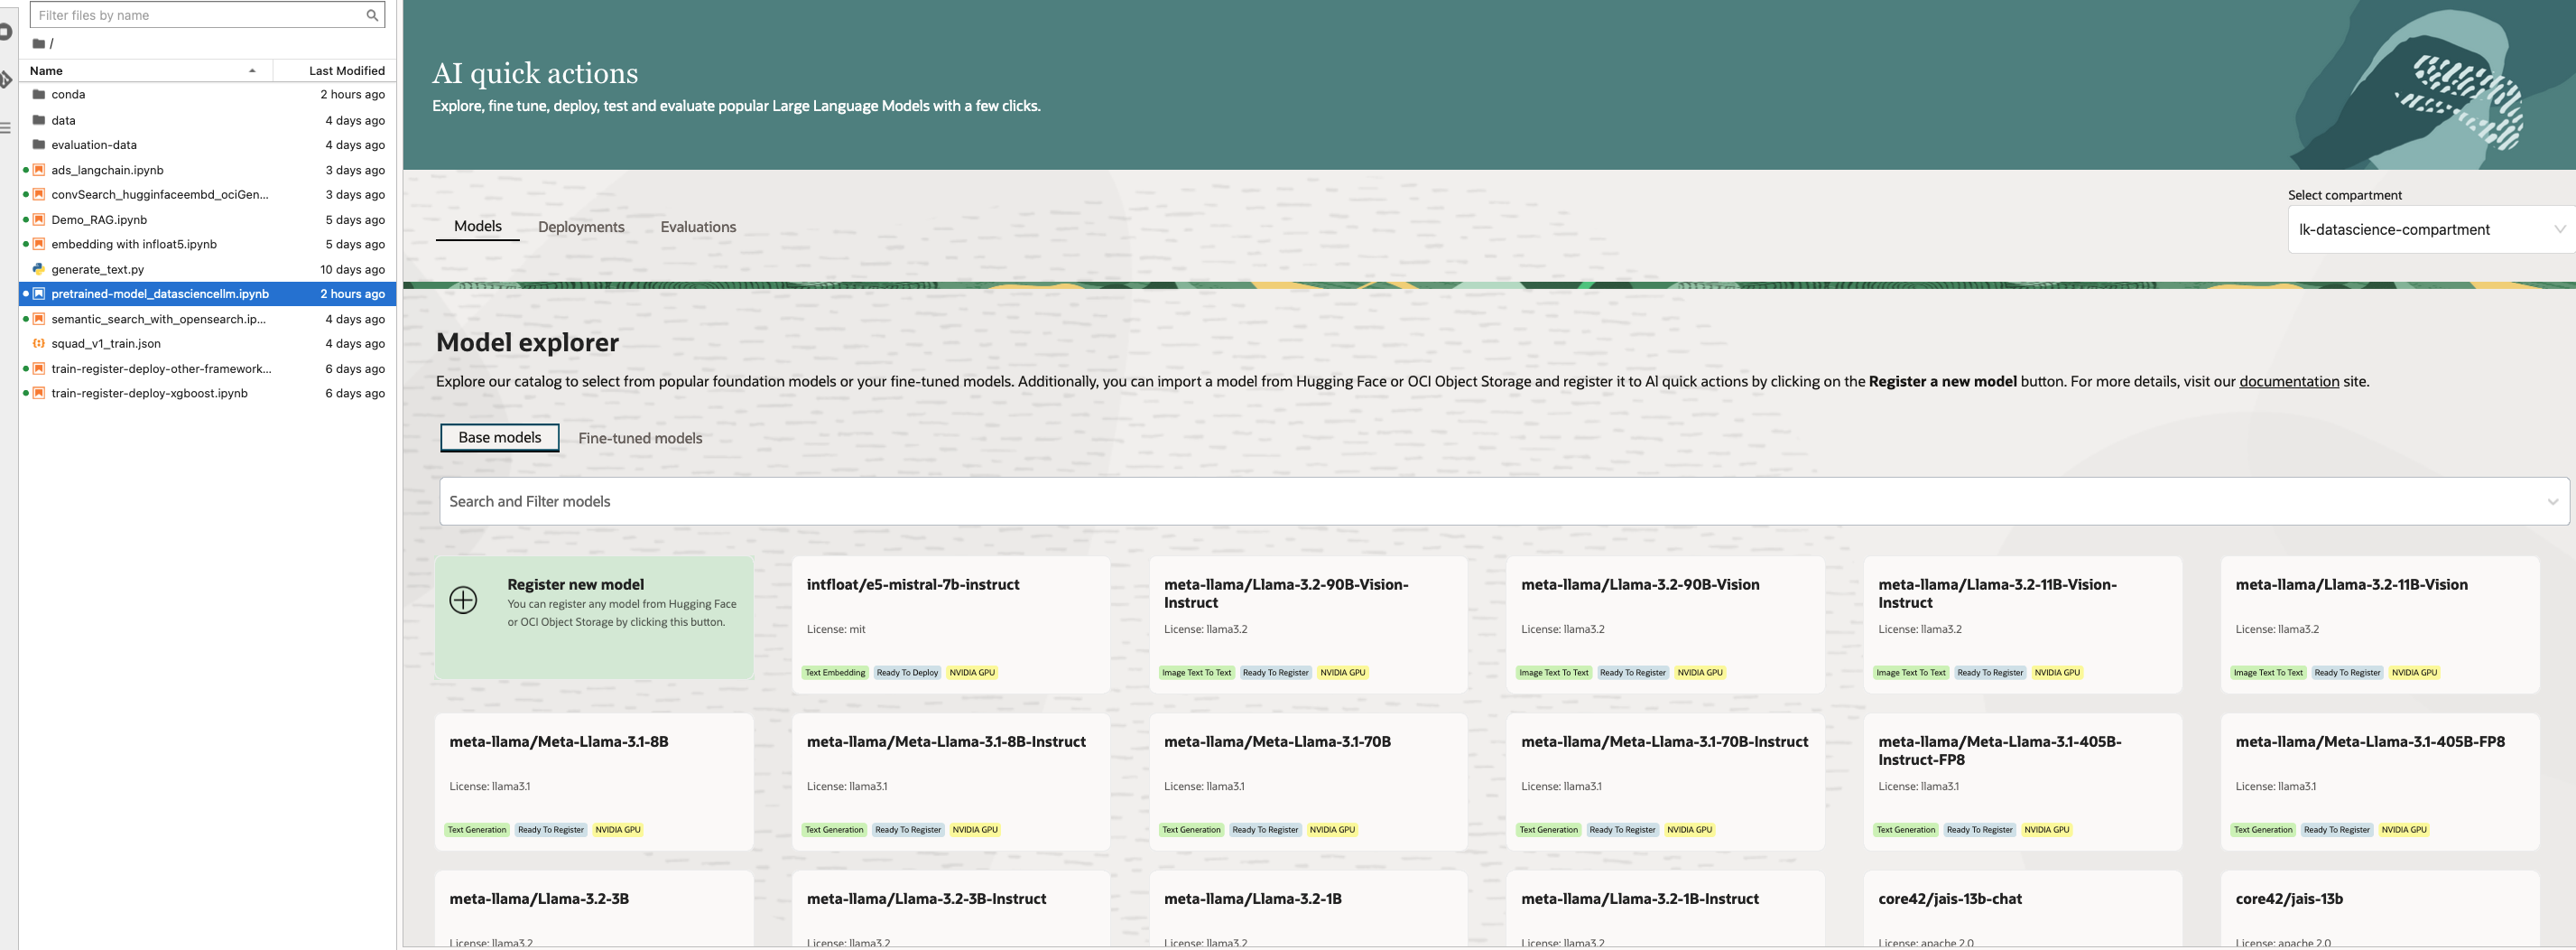 Filter files by name
/
Name Last Modified
conda 2 hours ago
data 4 days ago
evaluation-data 4 days ago
ads_langchain.ipynb 3 days ago
convSearch_hugginfaceembd_ociGen... 3 days ago
Demo_RAG.ipynb 5 days ago
embedding with infloat5.ipynb 5 days ago
generate_text.py 10 days ago
pretrained-model_datasciencellm.ipynb 2 hours ago
semantic_search_with_opensearch.ip... 4 days ago
squad_v1_train.json 4 days ago
train-register-deploy-other-framework... 6 days ago
train-register-deploy-xgboost.ipynb 6 days ago
AI quick actions
Explore, fine tune, deploy, test and evaluate popular Large Language Models with a few clicks.
Select compartment
lk-datascience-compartment
Models Deployments Evaluations
Model explorer
Explore our catalog to select from popular foundation models or your fine-tuned models. Additionally, you can import a model from Hugging Face or OCI Object Storage and register it to AI quick actions by clicking on the Register a new model button. For more details, visit our documentation site.
Base models Fine-tuned models
Search and Filter models
Register new model
You can register any model from Hugging Face
or OCI Object Storage by clicking this button.
intfloat/e5-mistral-7b-instruct
License: mit
Text Embedding Ready To Deploy NVIDIA GPU
meta-llama/Llama-3.2-90B-Vision-
Instruct
License: llama3.2
Image Text To Text Ready To Register NVIDIA GPU
meta-llama/Llama-3.2-90B-Vision
License: llama3.2
Image Text To Text Ready To Register NVIDIA GPU
meta-llama/Llama-3.2-11B-Vision-
Instruct
License: llama3.2
Image Text To Text Ready To Register NVIDIA GPU
meta-llama/Llama-3.2-11B-Vision
License: llama3.2
Image Text To Text Ready To Register NVIDIA GPU
meta-llama/Meta-Llama-3.1-8B
License: llama3.1
Text Generation Ready To Register NVIDIA GPU
meta-llama/Meta-Llama-3.1-8B-Instruct
License: llama3.1
Text Generation Ready To Register NVIDIA GPU
meta-llama/Meta-Llama-3.1-70B
License: llama3.1
Text Generation Ready To Register NVIDIA GPU
meta-llama/Meta-Llama-3.1-70B-Instruct
License: llama3.1
Text Generation Ready To Register NVIDIA GPU
meta-llama/Meta-Llama-3.1-405B-
Instruct-FP8
License: llama3.1
Text Generation Ready To Register NVIDIA GPU
meta-llama/Meta-Llama-3.1-405B-FP8
License: llama3.1
Text Generation Ready To Register NVIDIA GPU
meta-llama/Llama-3.2-3B
License: llama3.2
meta-llama/Llama-3.2-3B-Instruct
License: llama3.2
meta-llama/Llama-3.2-1B
License: llama3.2
meta-llama/Llama-3.2-1B-Instruct
License: llama3.2
core42/jais-13b-chat
License: apache 2.0
core42/jais-13b
License: apache 2.0